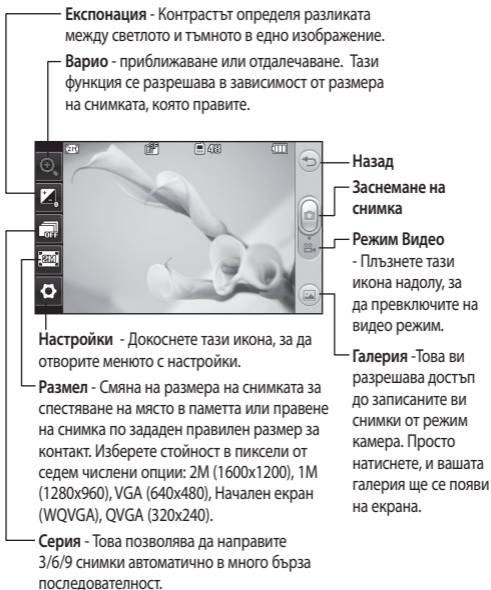 Експонация - Контрастът определя разликата
между светлото и тъмното в едно изображение.
Варио - приближаване или отдалечаване. Тази
функция се разрешава в зависимост от размера
на снимката, която правите.
2M
OFF
48
OFF
2M
Назад
Заснемане на
снимка
Режим Видео
- Плъзнете тази
икона надолу, за
да превключите на
видео режим.
Галерия -Това ви
разрешава достъп
до записаните ви
снимки от режим
камера. Просто
натиснете, и вашата
галерия ще се появи
на екрана.
Настройки - Докоснете тази икона, за да
отворите менюто с настройки.
Размел - Смяна на размера на снимката за
спестяване на място в паметта или правене
на снимка по зададен правилен размер за
контакт. Изберете стойност в пиксели от
седем числени опции: 2M (1600x1200), 1M
(1280x960), VGA (640x480), Начален екран
(WQVGA), QVGA (320x240).
Серия - Това позволява да направите
3/6/9 снимки автоматично в много бърза
последователност.